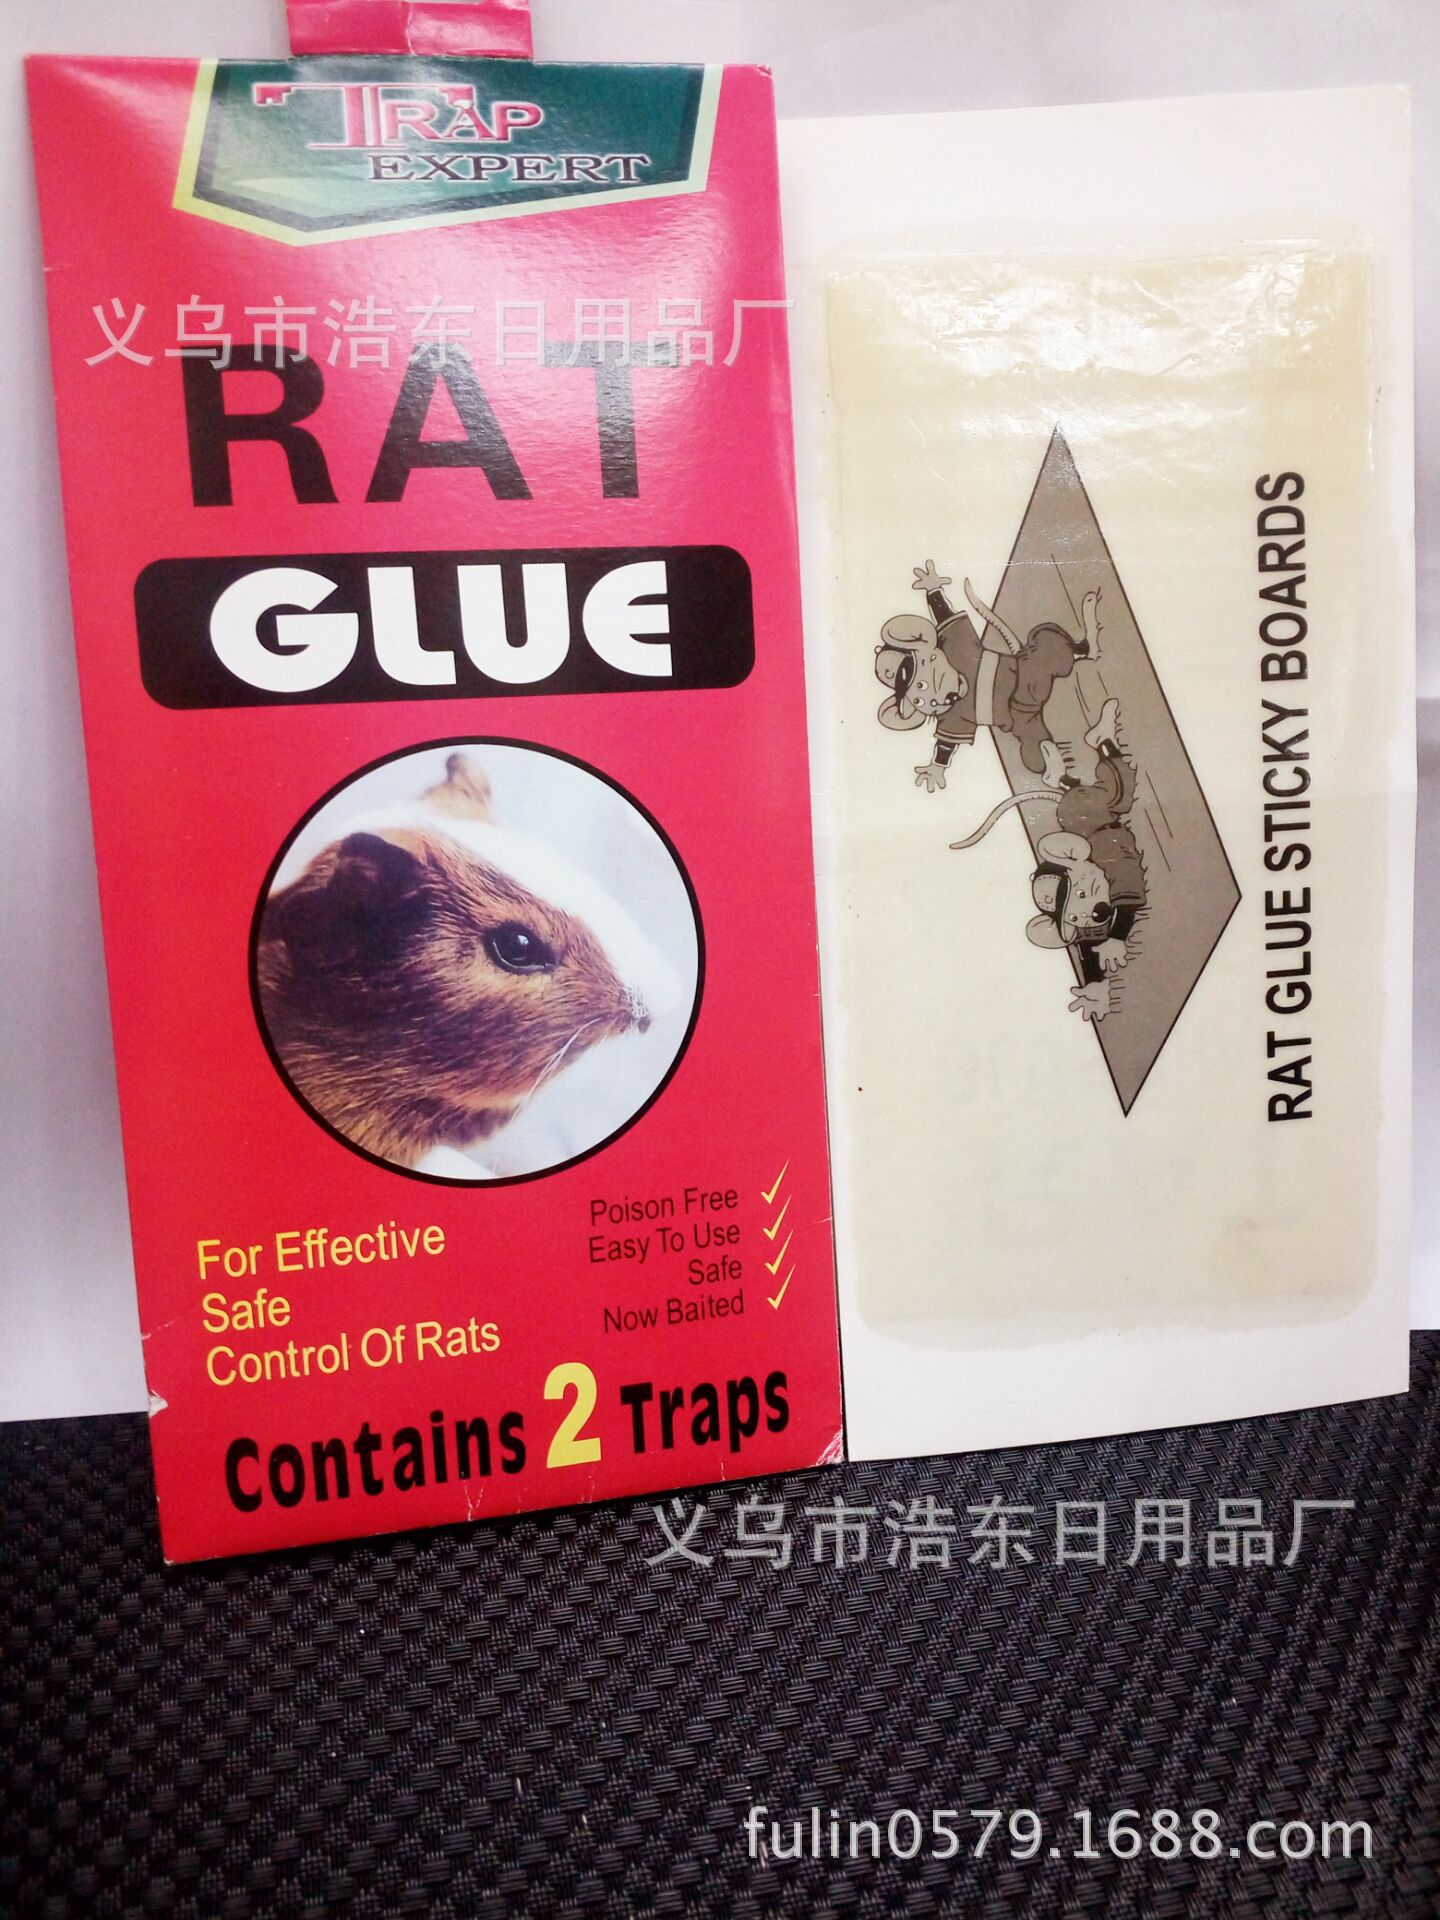 TRAP
EXPERT
义乌市浩东日用品厂
RAT
GLUE
For Effective
Safe
Control Of Rats
Poison Free
Easy To Use
Safe
Now Baited
Contains 2 Traps
RAT GLUE STICKY BOARDS
义乌市浩东日用品厂
fulin0579.1688.com